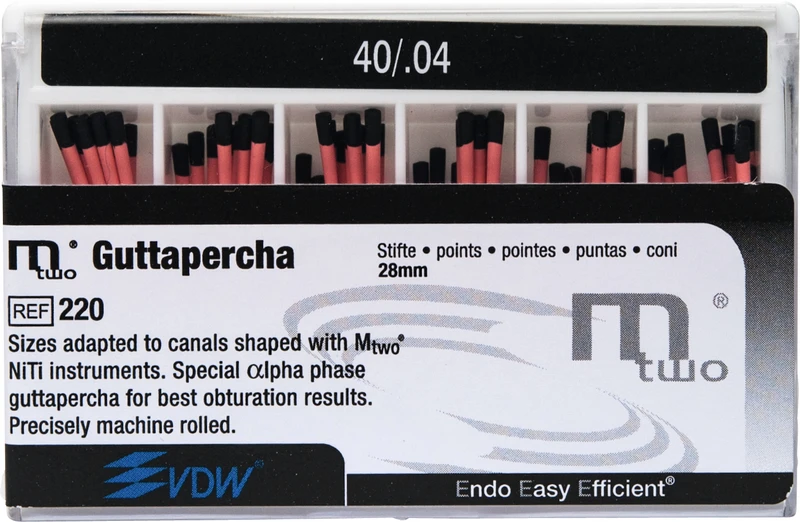 40/.04
mtwo® Guttapercha
Stifte • points • pointes • puntas • coni
28mm
REF 220
Sizes adapted to canals shaped with Mtwo®
NiTi instruments. Special αlpha phase
guttapercha for best obturation results.
Precisely machine rolled.
mtwo®
VDW®
Endo Easy Efficient®